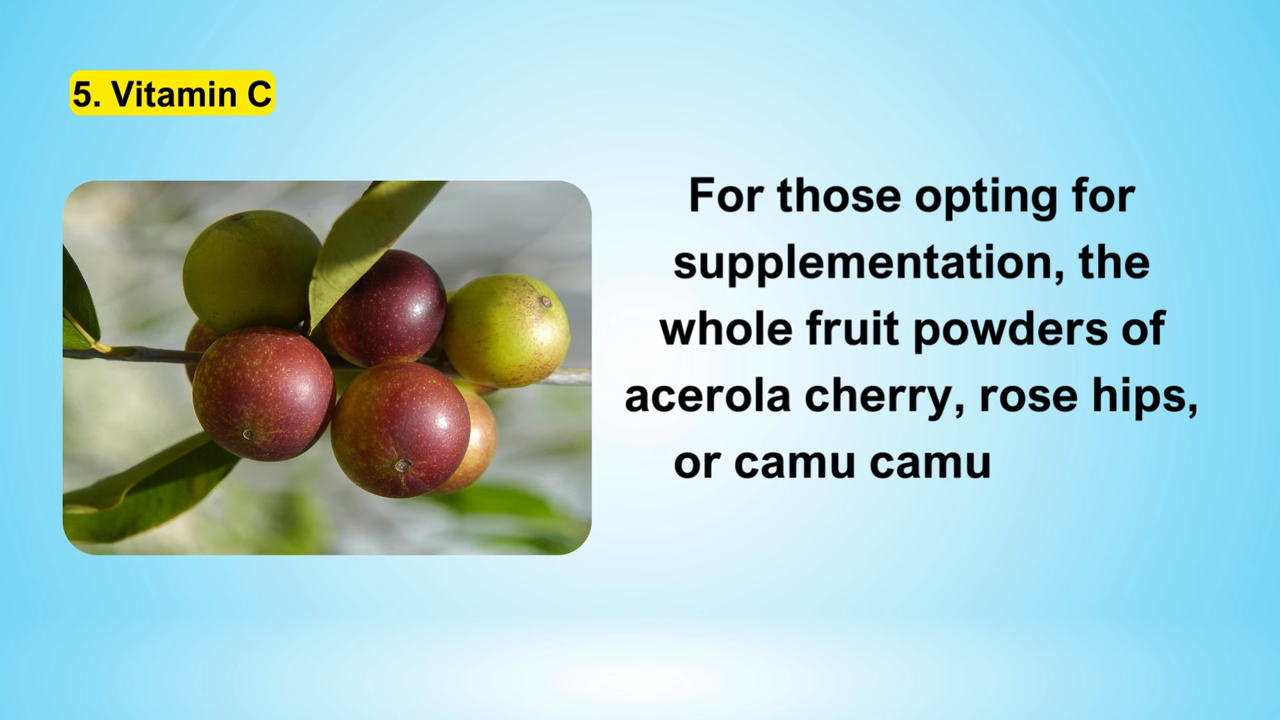 5. Vitamin C
For those opting for
supplementation, the
whole fruit powders of
acerola cherry, rose hips,
or camu camu